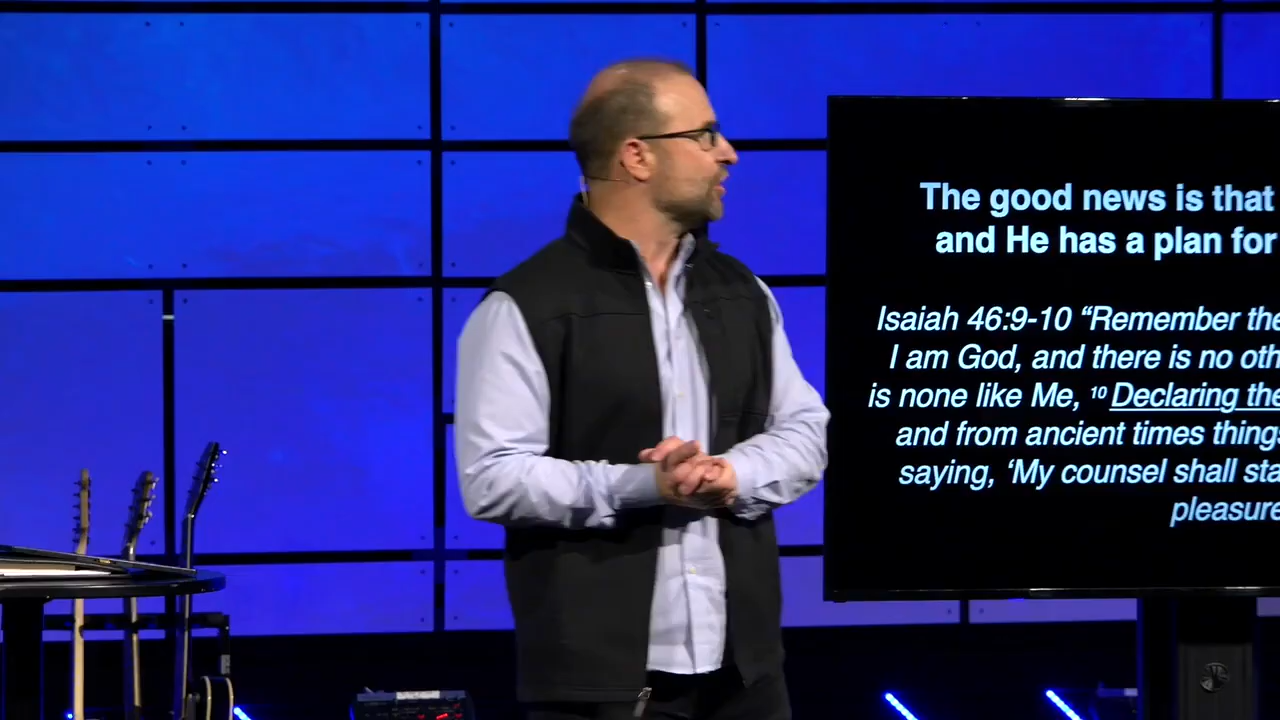 The good news is that
and He has a plan for
Isaiah 46:9-10 “Remember the
I am God, and there is no oth
is none like Me, ¹⁰ Declaring the
and from ancient times things
saying, ‘My counsel shall sta
pleasure